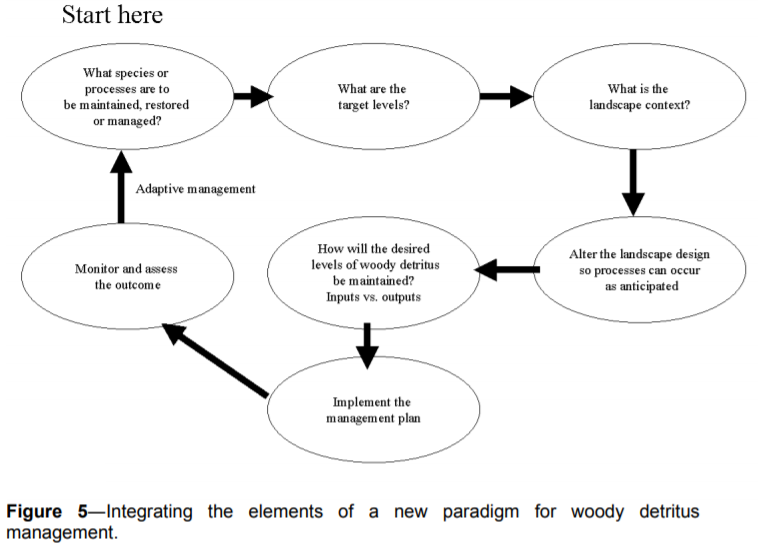 Start here
What species or
processes are to
be maintained, restored
or managed?
What are the
target levels?
What is the
landscape context?
Adaptive management
Alter the landscape design
so processes can occur
as anticipated
How will the desired
levels of woody detritus
be maintained?
Inputs vs. outputs
Monitor and assess
the outcome
Implement the
management plan
Figure 5—Integrating the elements of a new paradigm for woody detritus
management.